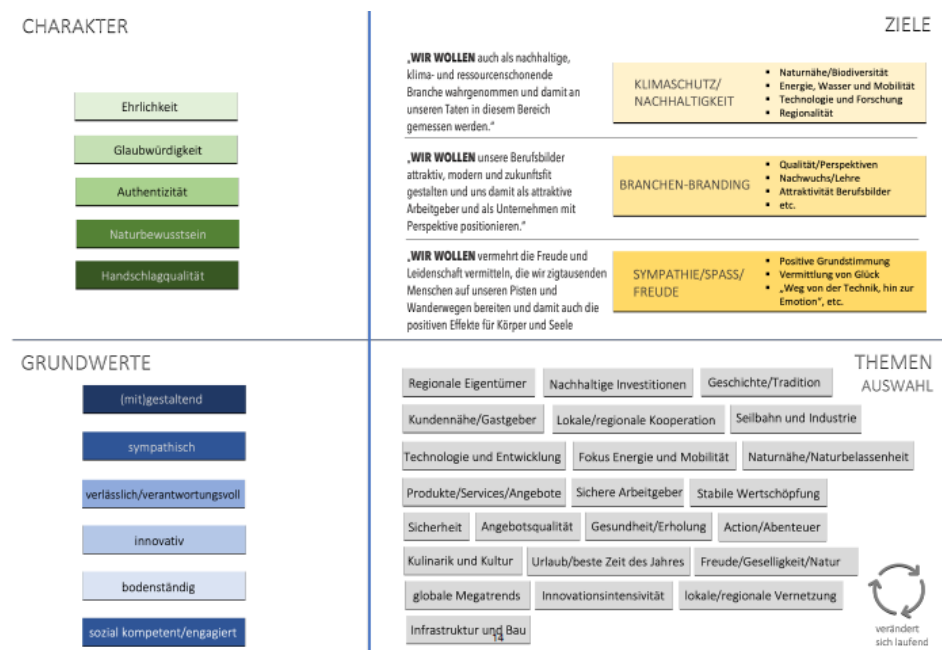 CHARAKTER
Ehrlichkeit
Glaubwürdigkeit
Authentizität
Naturbewusstsein
Handschlagqualität
ZIELE
„WIR WOLLEN auch als nachhaltige,
klima- und ressourcenschonende
Branche wahrgenommen und damit an
unseren Taten in diesem Bereich
gemessen werden.“
KLIMASCHUTZ/
NACHHALTIGKEIT
▪ Naturnähe/Biodiversität
▪ Energie, Wasser und Mobilität
▪ Technologie und Forschung
▪ Regionalität
„WIR WOLLEN unsere Berufsbilder
attraktiv, modern und zukunftsfit
gestalten und uns damit als attraktive
Arbeitgeber und als Unternehmen mit
Perspektive positionieren.“
BRANCHEN-BRANDING
▪ Qualität/Perspektiven
▪ Nachwuchs/Lehre
▪ Attraktivität Berufsbilder
▪ etc.
„WIR WOLLEN vermehrt die Freude und
Leidenschaft vermitteln, die wir zigtausenden
Menschen auf unseren Pisten und
Wanderwegen bereiten und damit auch die
positiven Effekte für Körper und Seele
SYMPATHIE/SPASS/
FREUDE
▪ Positive Grundstimmung
▪ Vermittlung von Glück
▪ „Weg von der Technik, hin zur
Emotion“, etc.
GRUNDWERTE
(mit)gestaltend
sympathisch
verlässlich/verantwortungsvoll
innovativ
bodenständig
sozial kompetent/engagiert
THEMEN
AUSWAHL
Regionale Eigentümer Nachhaltige Investitionen Geschichte/Tradition
Kundennähe/Gastgeber Lokale/regionale Kooperation Seilbahn und Industrie
Technologie und Entwicklung Fokus Energie und Mobilität Naturnähe/Naturbelassenheit
Produkte/Services/Angebote Sichere Arbeitgeber Stabile Wertschöpfung
Sicherheit Angebotsqualität Gesundheit/Erholung Action/Abenteuer
Kulinarik und Kultur Urlaub/beste Zeit des Jahres Freude/Geselligkeit/Natur
globale Megatrends Innovationsintensivität lokale/regionale Vernetzung
Infrastruktur und Bau
14
verändert
sich laufend